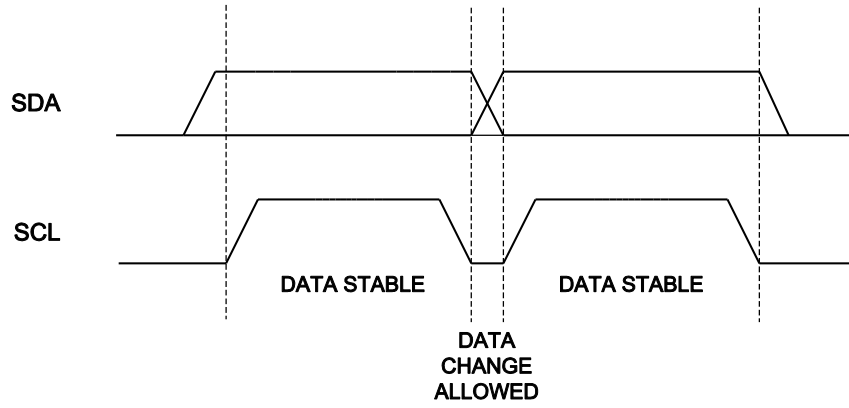 SDA
SCL
DATA STABLE
DATA STABLE
DATA
CHANGE
ALLOWED